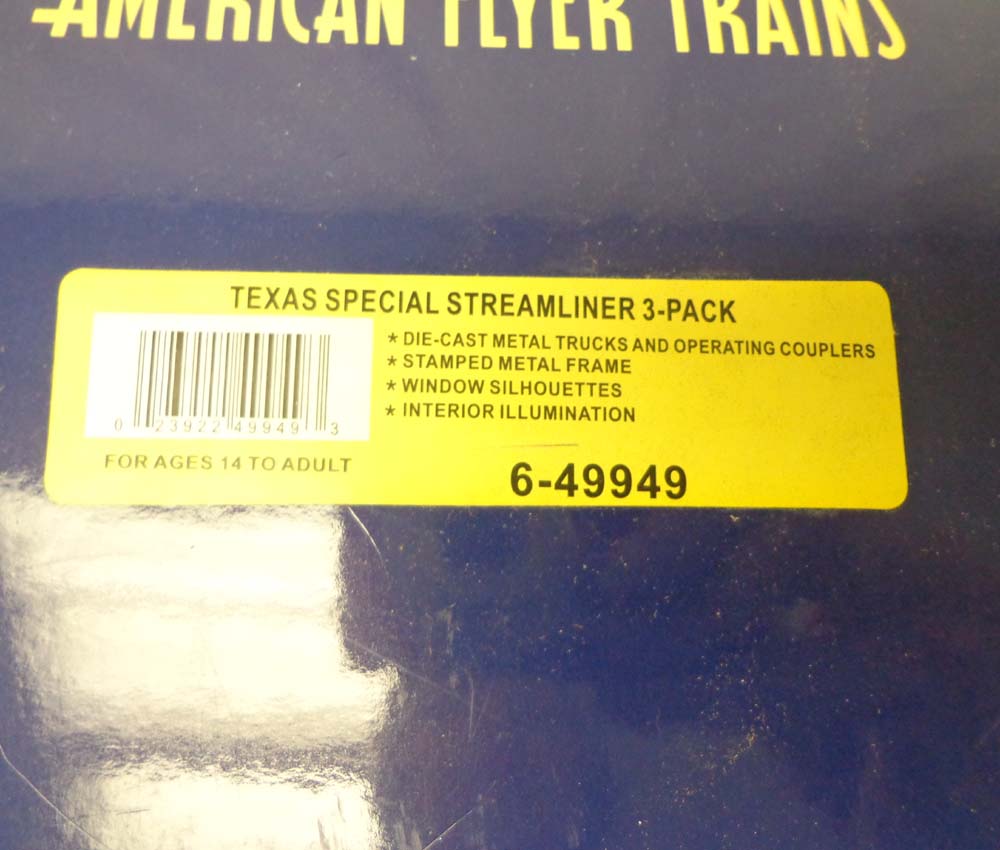 AMERICAN FLYER TRAINS
TEXAS SPECIAL STREAMLINER 3-PACK
* DIE-CAST METAL TRUCKS AND OPERATING COUPLERS
* STAMPED METAL FRAME
* WINDOW SILHOUETTES
* INTERIOR ILLUMINATION
0 23922 49949 3
FOR AGES 14 TO ADULT
6-49949